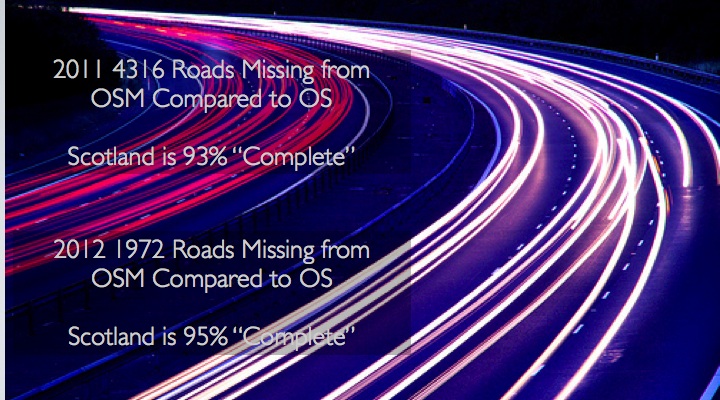 2011 4316 Roads Missing from
OSM Compared to OS
Scotland is 93% “Complete”
2012 1972 Roads Missing from
OSM Compared to OS
Scotland is 95% “Complete”